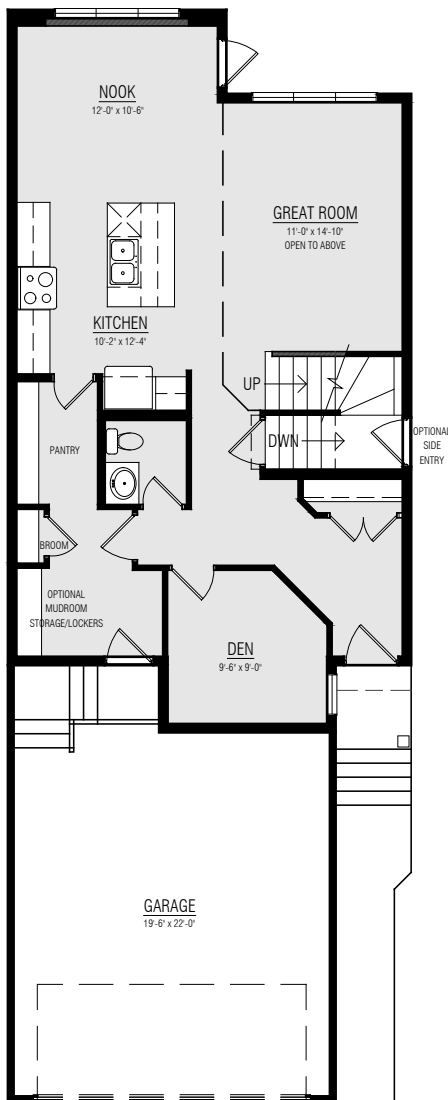 NOOK
12'-0" x 10'-6"
GREAT ROOM
11'-0" x 14'-10"
OPEN TO ABOVE
KITCHEN
10'-2" x 12'-4"
UP
DWN
OPTIONAL
SIDE
ENTRY
PANTRY
BROOM
OPTIONAL
MUDROOM
STORAGE/LOCKERS
DEN
9'-6" x 9'-0"
GARAGE
19'-6" x 22'-0"